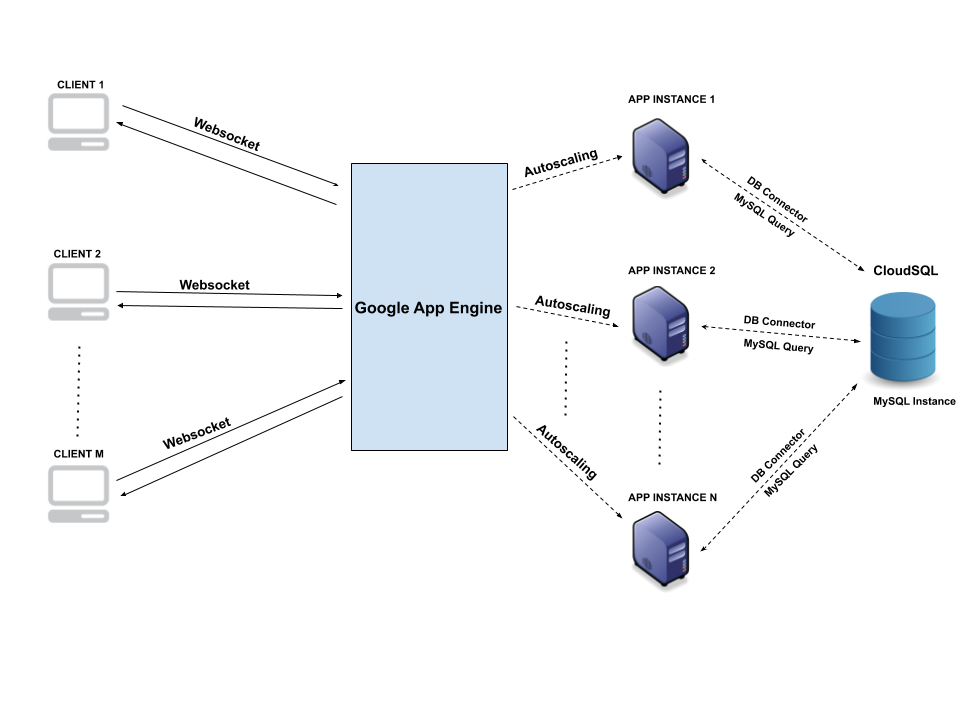 CLIENT 1
Websocket
CLIENT 2
Websocket
CLIENT M
Websocket
Google App Engine
Autoscaling
Autoscaling
Autoscaling
APP INSTANCE 1
APP INSTANCE 2
APP INSTANCE N
DB Connector
MySQL Query
DB Connector
MySQL Query
DB Connector
MySQL Query
CloudSQL
MySQL Instance